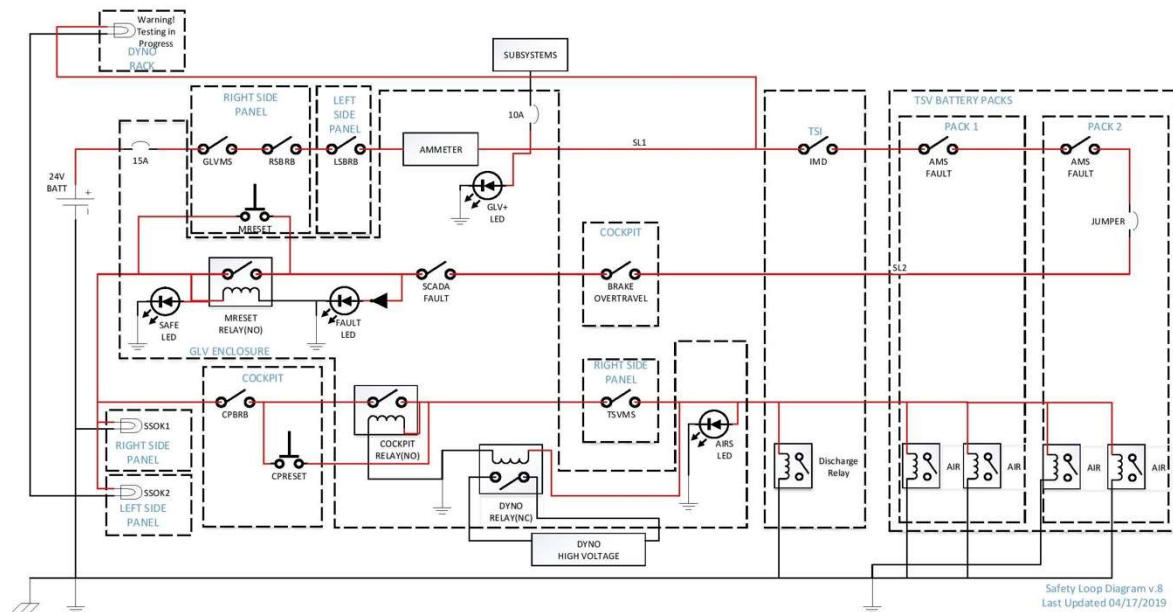 Warning!
Testing in
Progress
DYNO
RACK
SUBSYSTEMS
RIGHT SIDE
PANEL
LEFT
SIDE
PANEL
10A
TSV BATTERY PACKS
TSI
PACK 1
PACK 2
15A
GLVMS
RSBRB
LSBRB
AMMETER
SL1
IMD
AMS
FAULT
AMS
FAULT
24V
BATT
+
-
MRESET
GLV+
LED
COCKPIT
JUMPER
SL2
SCADA
FAULT
BRAKE
OVERTRAVEL
SAFE
LED
MRESET
RELAY(NO)
FAULT
LED
GLV ENCLOSURE
COCKPIT
RIGHT SIDE
PANEL
CPBRB
TSVMS
SSOK1
RIGHT SIDE
PANEL
COCKPIT
RELAY(NO)
AIRS
LED
CPRESET
Discharge
Relay
AIR
AIR
AIR
AIR
SSOK2
LEFT SIDE
PANEL
DYNO
RELAY(NC)
DYNO
HIGH VOLTAGE
Safety Loop Diagram v.8
Last Updated 04/17/2019